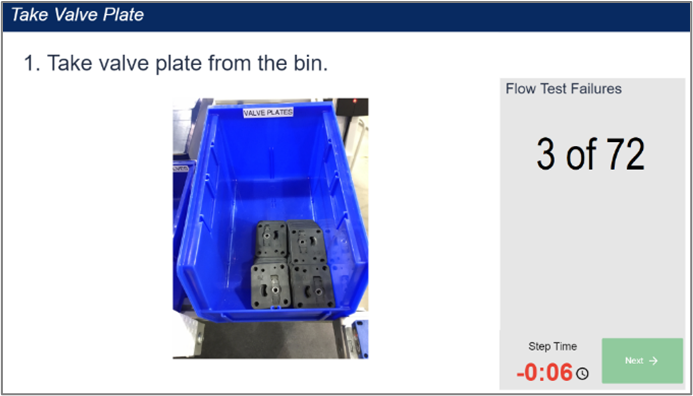 Take Valve Plate
1. Take valve plate from the bin.
Flow Test Failures
VALVE PLATES
3 of 72
Step Time
-0:06
Next →